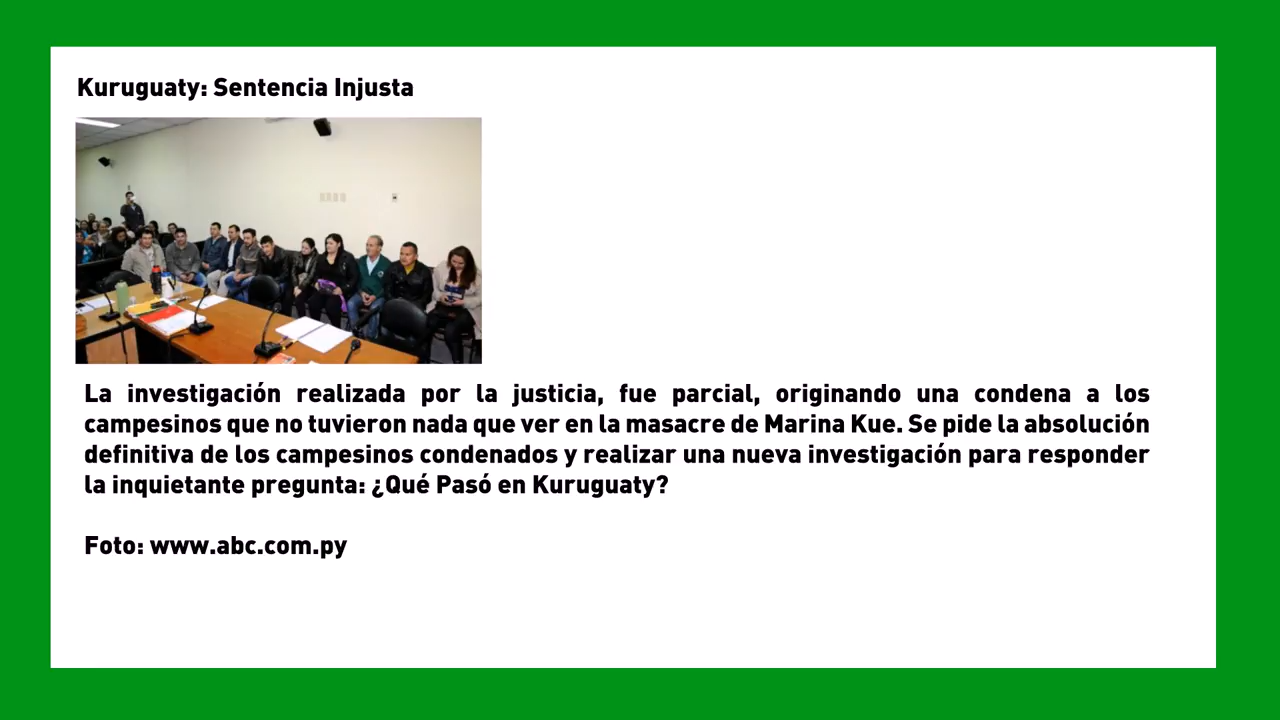 Kuruguaty: Sentencia Injusta
La investigación realizada por la justicia, fue parcial, originando una condena a los
campesinos que no tuvieron nada que ver en la masacre de Marina Kue. Se pide la absolución
definitiva de los campesinos condenados y realizar una nueva investigación para responder
la inquietante pregunta: ¿Qué Pasó en Kuruguaty?
Foto: www.abc.com.py